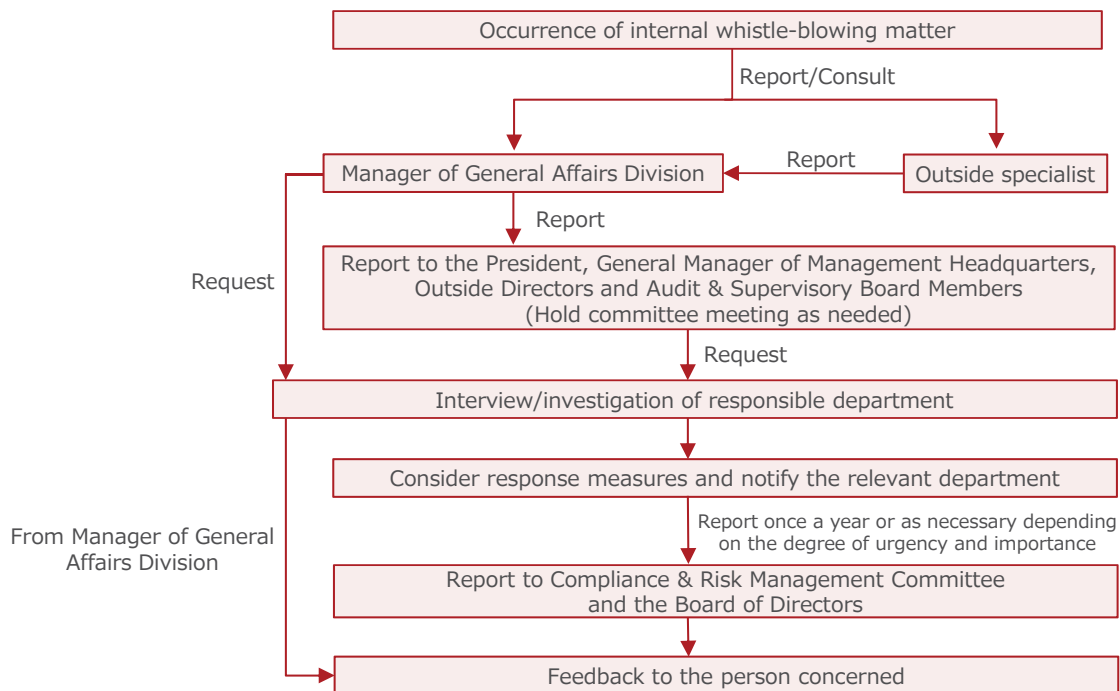 Occurrence of internal whistle-blowing matter
Report/Consult
Manager of General Affairs Division
Report
Outside specialist
Report
Request
Report to the President, General Manager of Management Headquarters,
Outside Directors and Audit & Supervisory Board Members
(Hold committee meeting as needed)
Request
Interview/investigation of responsible department
Consider response measures and notify the relevant department
From Manager of General
Affairs Division
Report once a year or as necessary depending
on the degree of urgency and importance
Report to Compliance & Risk Management Committee
and the Board of Directors
Feedback to the person concerned